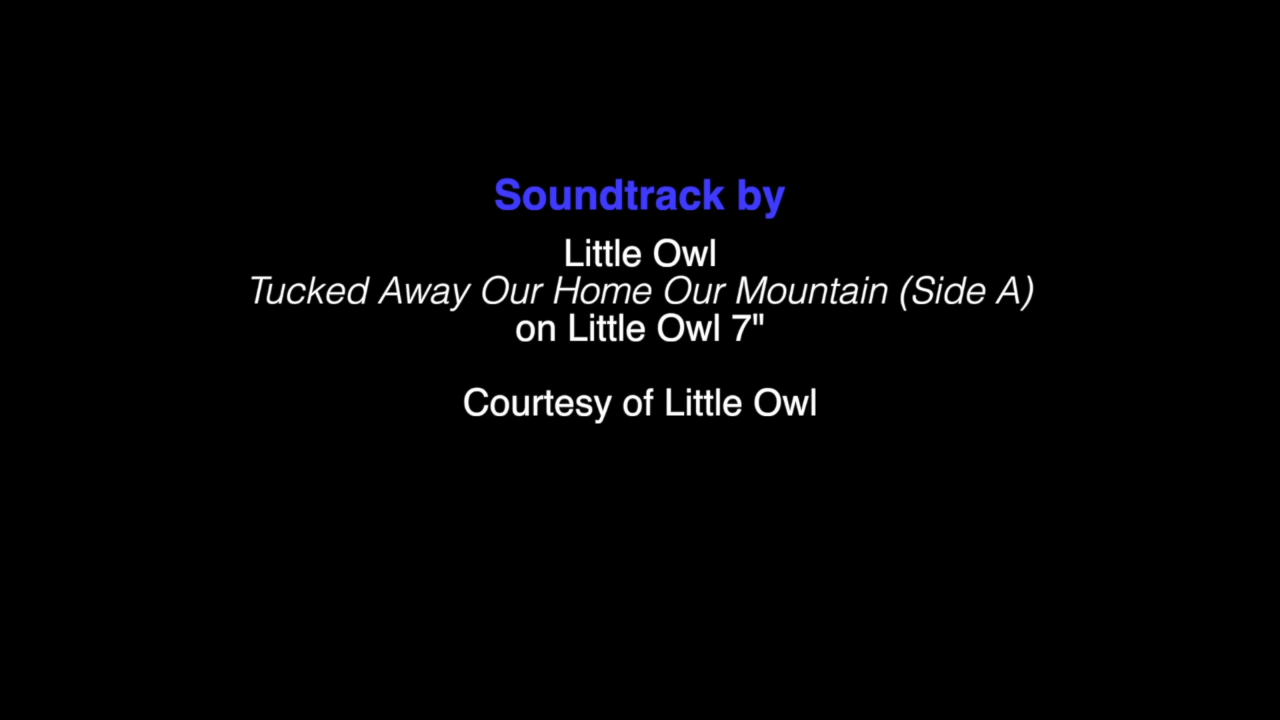 Soundtrack by
Little Owl
Tucked Away Our Home Our Mountain (Side A)
on Little Owl 7"
Courtesy of Little Owl